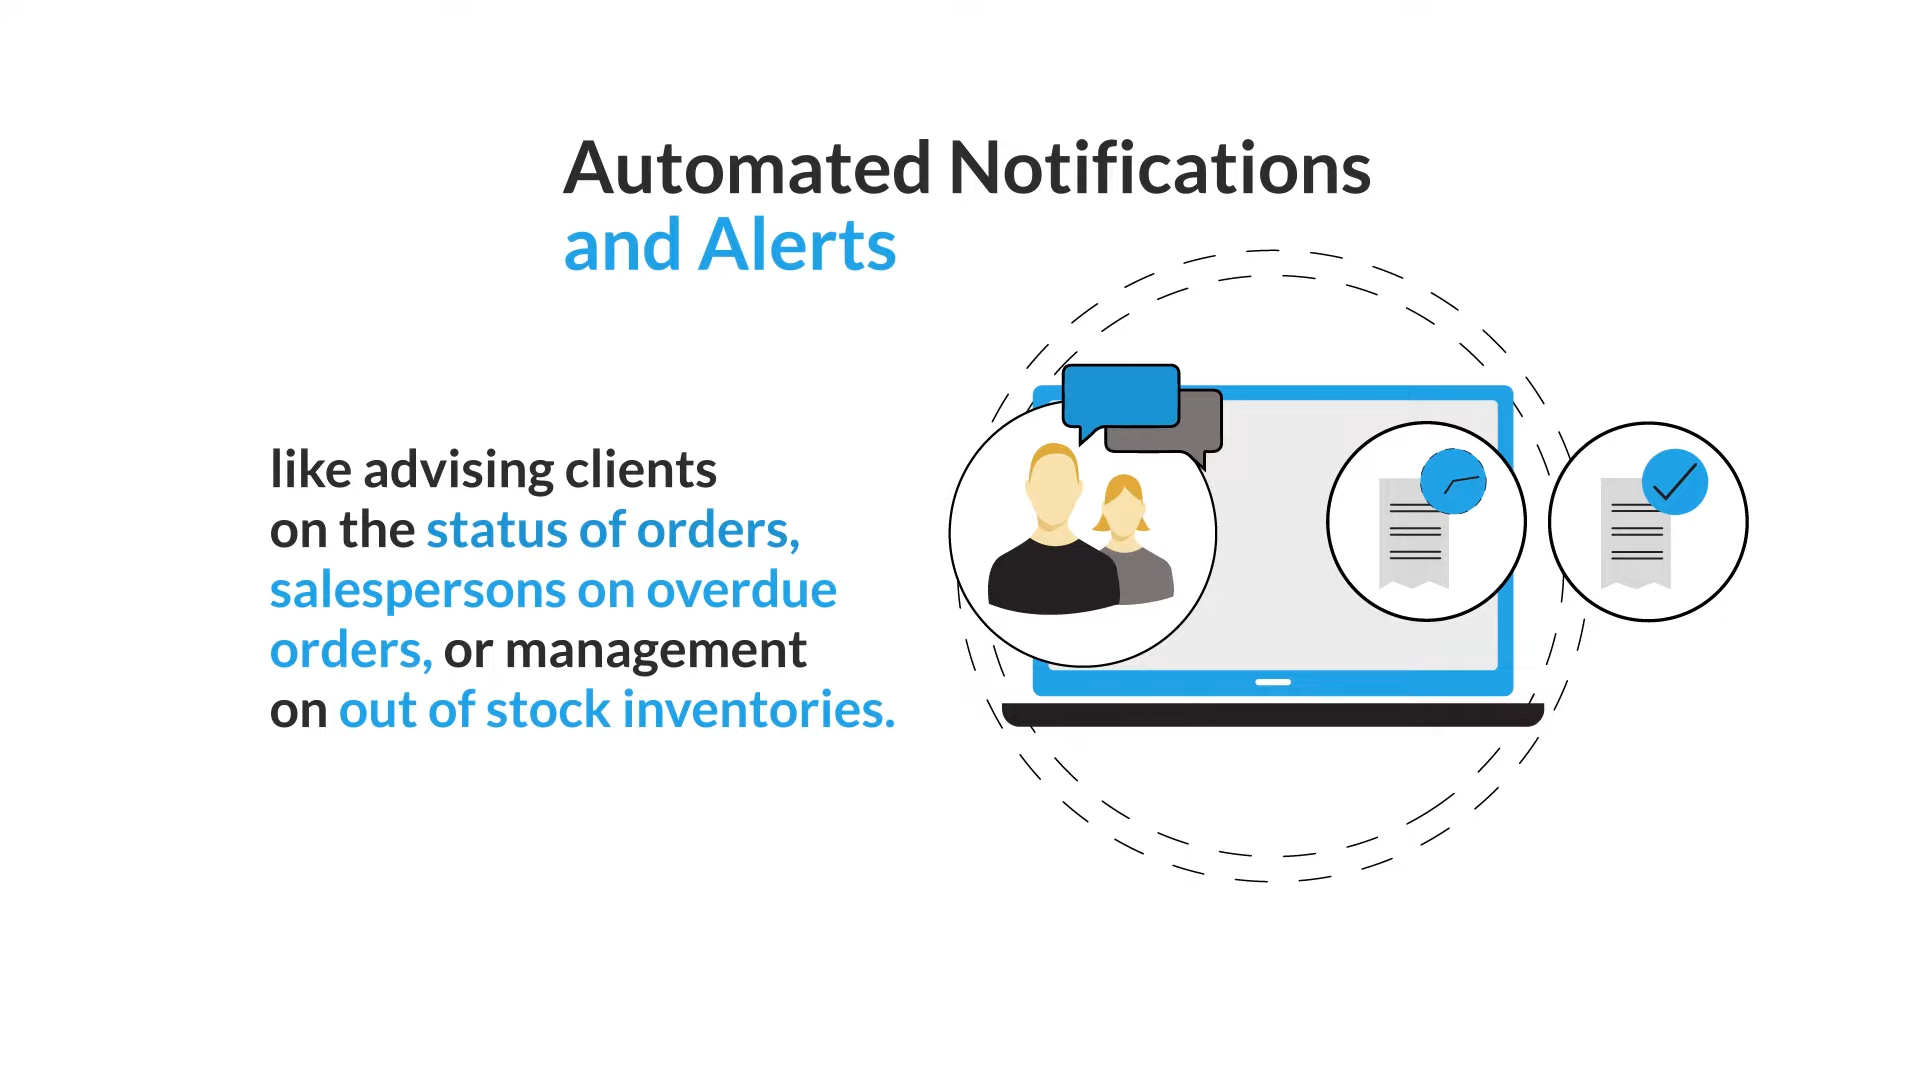 Automated Notifications
and Alerts
like advising clients
on the status of orders,
salespersons on overdue
orders, or management
on out of stock inventories.